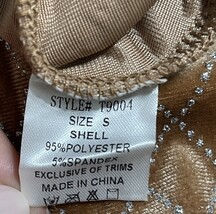 STYLE# T9004
SIZE S
SHELL
95%POLYESTER
5%SPANDEX
EXCLUSIVE OF TRIMS
MADE IN CHINA